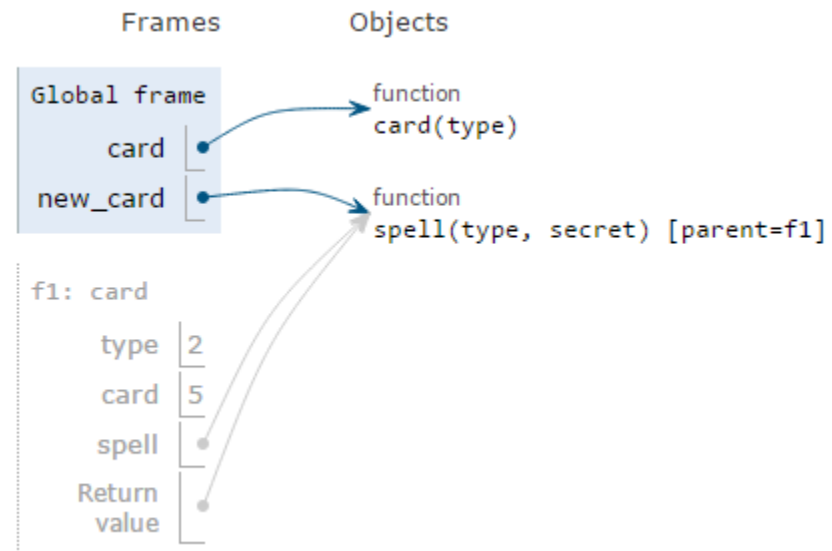 Frames Objects
Global frame
function
card(type)
card
new_card
function
spell(type, secret) [parent=f1]
f1: card
type 2
card 5
spell
Return
value